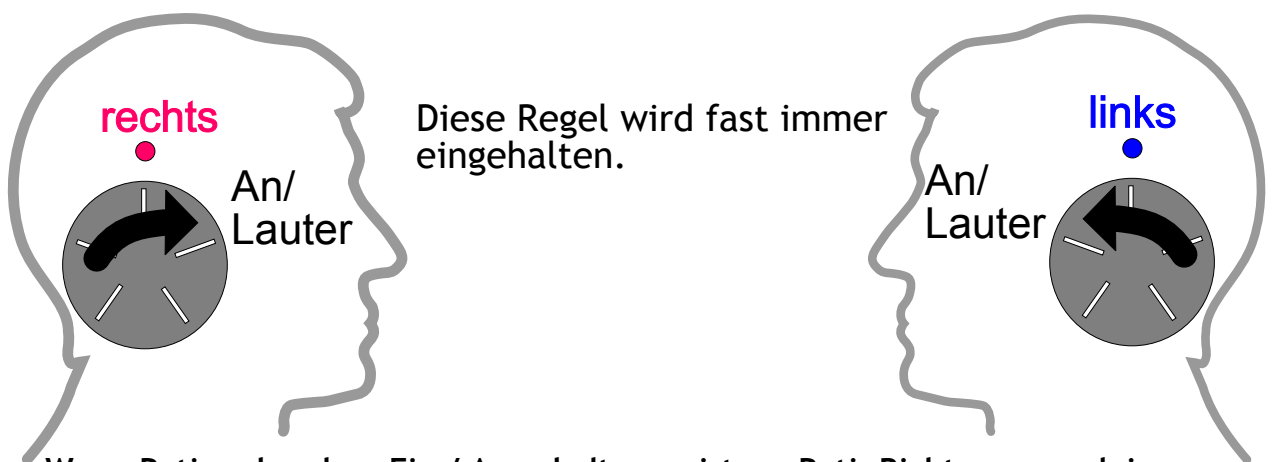 rechts
An/
Lauter
Diese Regel wird fast immer
eingehalten.
links
An/
Lauter